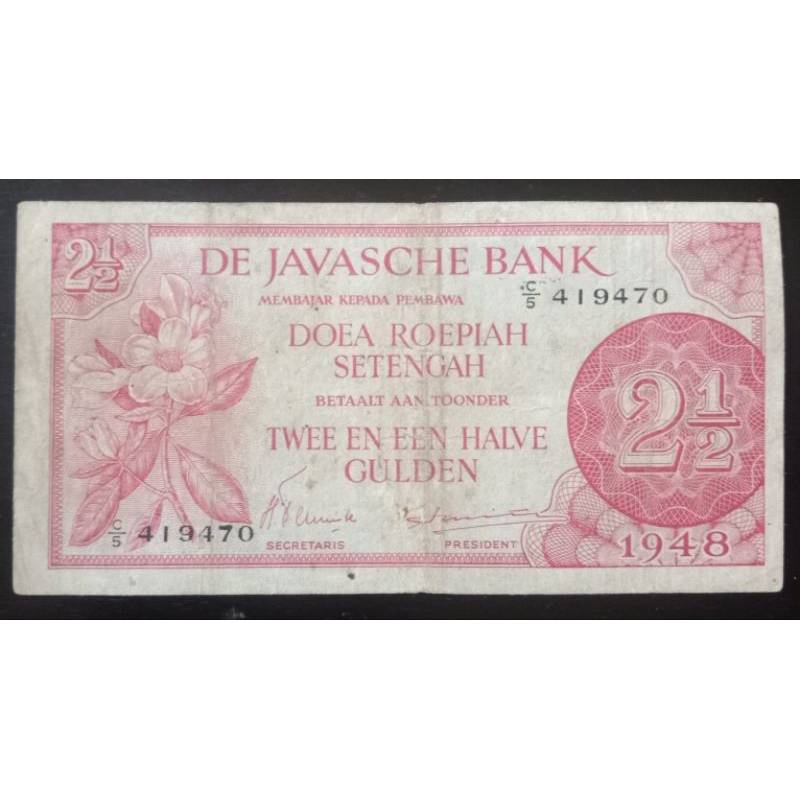 2½
DE JAVASCHE BANK
MEMBAJAR KEPADA PEMBAWA
C/5 419470
DOEA ROEPIAH
SETENGAH
BETAALT AAN TOONDER
TWEE EN EEN HALVE
GULDEN
2½
C/5 419470
SECRETARIS
PRESIDENT
1948